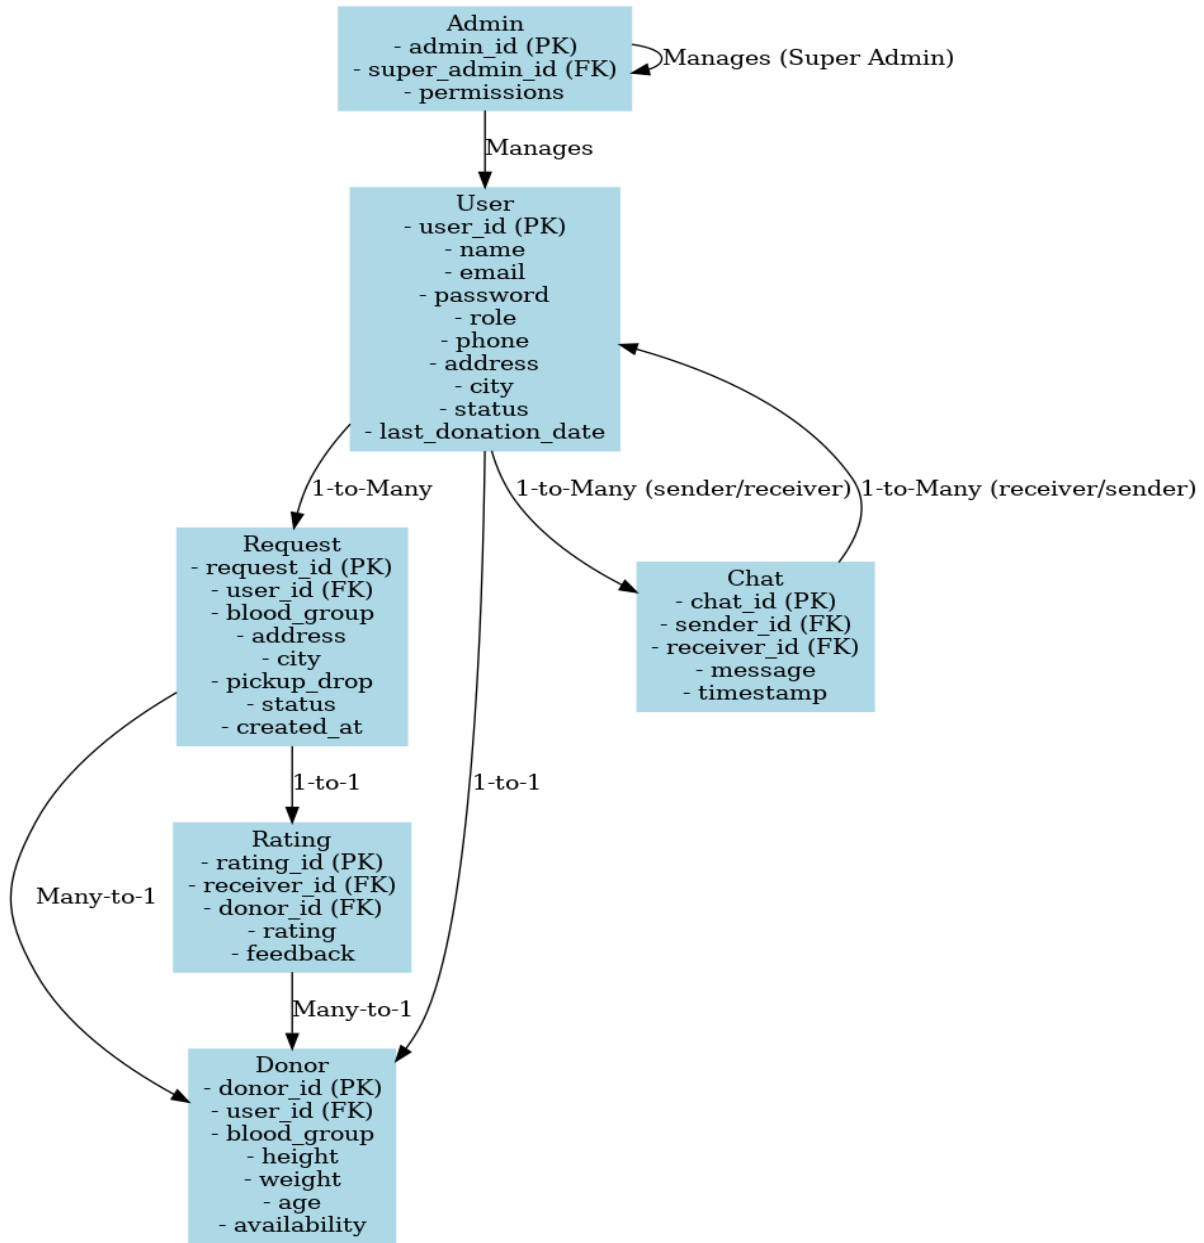 Admin
- admin_id (PK)
- super_admin_id (FK)
- permissions
Manages (Super Admin)
Manages
User
- user_id (PK)
- name
- email
- password
- role
- phone
- address
- city
- status
- last_donation_date
1-to-Many
1-to-Many (sender/receiver)
1-to-Many (receiver/sender)
Request
- request_id (PK)
- user_id (FK)
- blood_group
- address
- city
- pickup_drop
- status
- created_at
Chat
- chat_id (PK)
- sender_id (FK)
- receiver_id (FK)
- message
- timestamp
1-to-1
1-to-1
Rating
- rating_id (PK)
- receiver_id (FK)
- donor_id (FK)
- rating
- feedback
Many-to-1
Many-to-1
Donor
- donor_id (PK)
- user_id (FK)
- blood_group
- height
- weight
- age
- availability